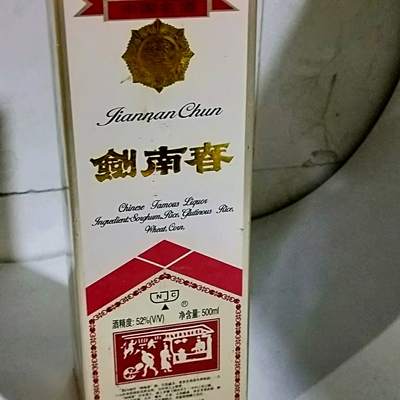 Jiannan Chun
劍南春
Chinese Famous Liquor
Ingredient:Sorghum, Rice, Glutinous Rice,
Wheat, Corn.
NJC
®
酒精度: 52%(V/V) 净含量: 500ml